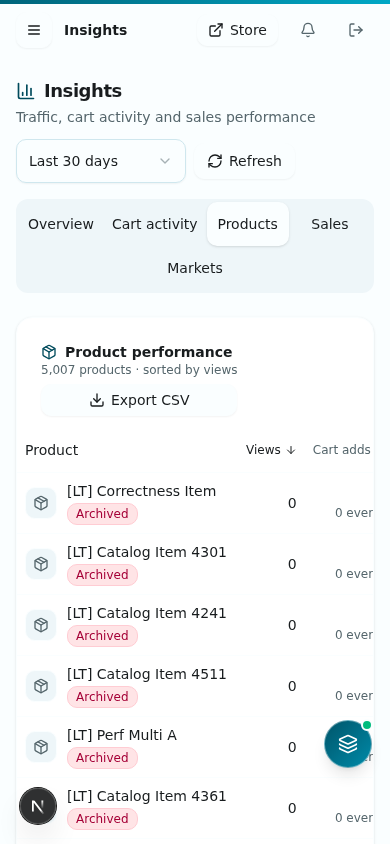 Insights
Store
Insights
Traffic, cart activity and sales performance
Last 30 days
Refresh
Overview
Cart activity
Products
Sales
Markets
Product performance
5,007 products · sorted by views
Export CSV
Product
Views
Cart adds
[LT] Correctness Item
Archived
0
0 ever
[LT] Catalog Item 4301
Archived
0
0 ever
[LT] Catalog Item 4241
Archived
0
0 ever
[LT] Catalog Item 4511
Archived
0
0 ever
[LT] Perf Multi A
Archived
0
[LT] Catalog Item 4361
Archived
0
0 ever
N